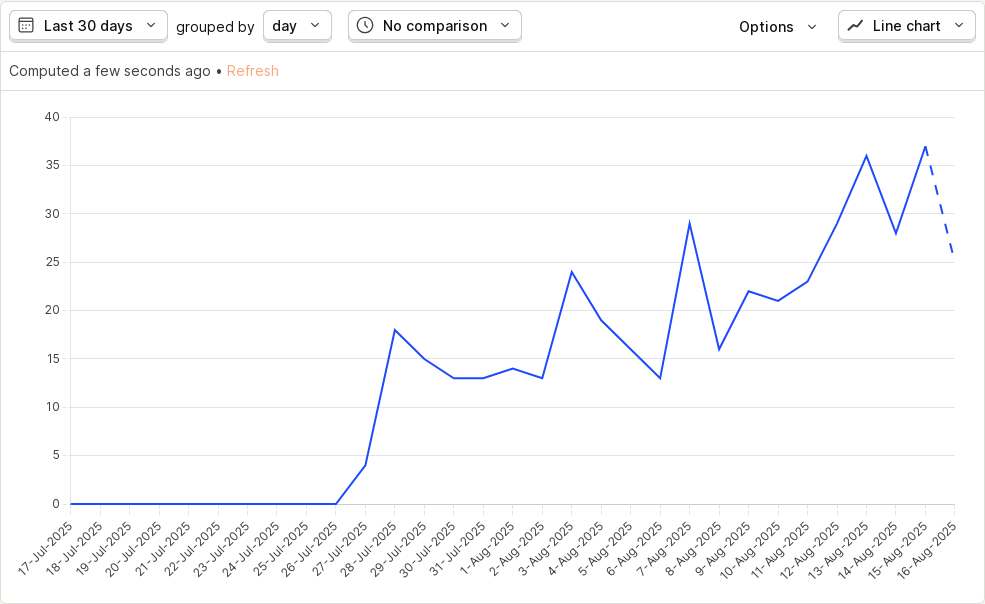 Last 30 days grouped by day No comparison Options Line chart
Computed a few seconds ago • Refresh
40
35
30
25
20
15
10
5
0
17-Jul-2025
18-Jul-2025
19-Jul-2025
20-Jul-2025
21-Jul-2025
22-Jul-2025
23-Jul-2025
24-Jul-2025
25-Jul-2025
26-Jul-2025
27-Jul-2025
28-Jul-2025
29-Jul-2025
30-Jul-2025
31-Jul-2025
1-Aug-2025
2-Aug-2025
3-Aug-2025
4-Aug-2025
5-Aug-2025
6-Aug-2025
7-Aug-2025
8-Aug-2025
9-Aug-2025
10-Aug-2025
11-Aug-2025
12-Aug-2025
13-Aug-2025
14-Aug-2025
15-Aug-2025
16-Aug-2025